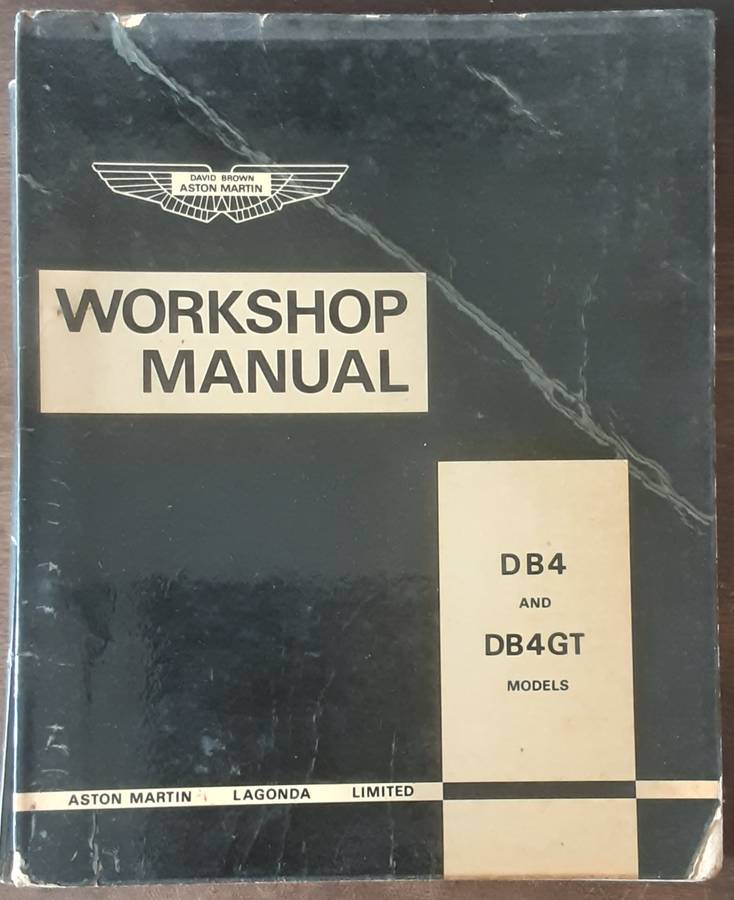 DAVID BROWN
ASTON MARTIN
WORKSHOP
MANUAL
DB4
AND
DB4GT
MODELS
ASTON MARTIN LAGONDA LIMITED